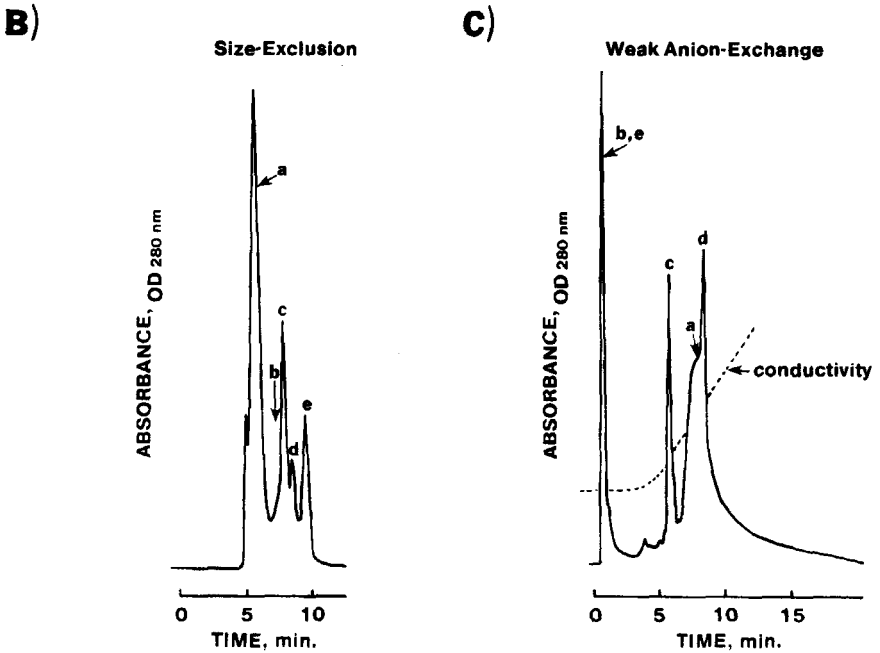 B)
Size-Exclusion
a
c
b
d
e
ABSORBANCE, OD 280 nm
0 5 10
TIME, min.
C)
Weak Anion-Exchange
b,e
d
c
a
conductivity
ABSORBANCE, OD 280 nm
0 5 10 15
TIME, min.